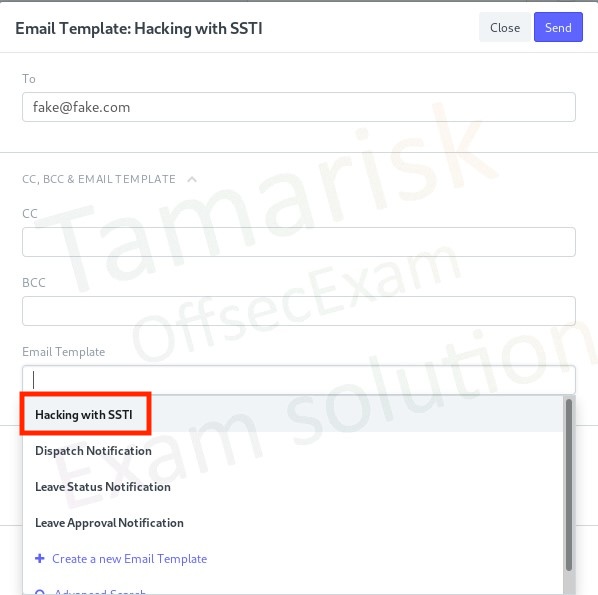 Email Template: Hacking with SSTI
Close
Send
To
fake@fake.com
CC, BCC & EMAIL TEMPLATE
CC
BCC
Email Template
Hacking with SSTI
Dispatch Notification
Leave Status Notification
Leave Approval Notification
+ Create a new Email Template
Advanced Search
Tamarisk
OffsecExam
Exam solution